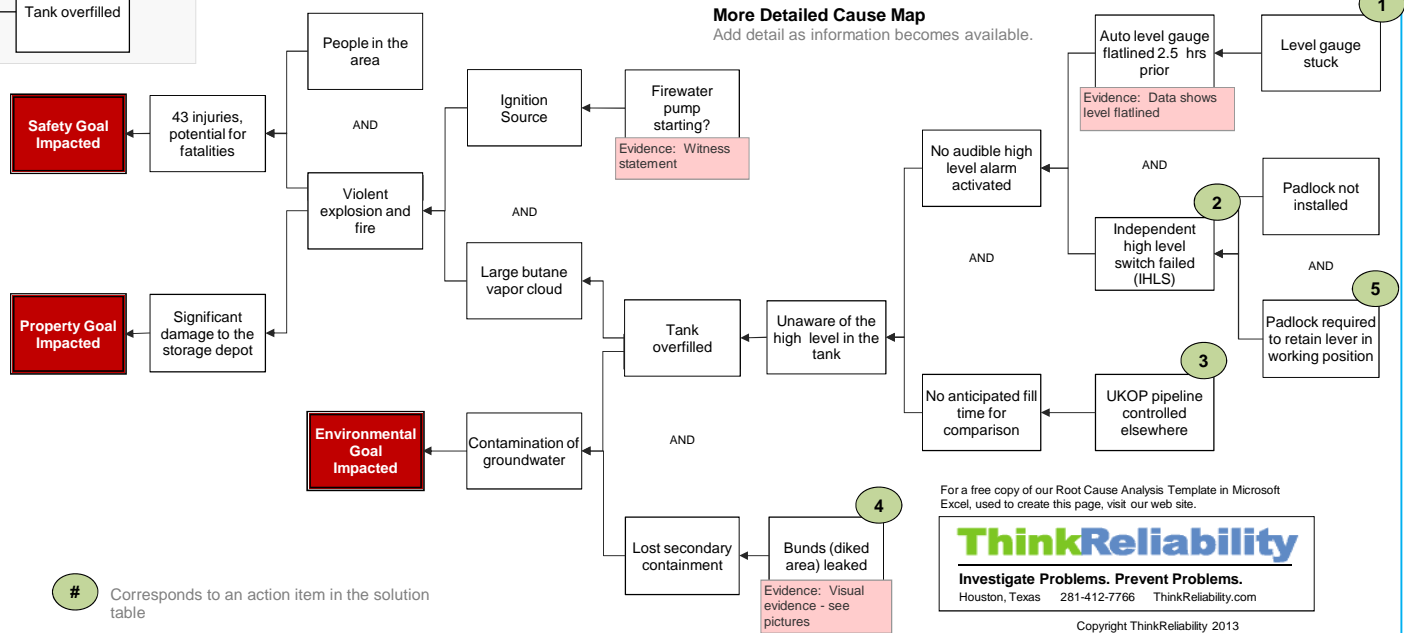 Tank overfilled
More Detailed Cause Map
Add detail as information becomes available.
1
People in the
area
Auto level gauge
flatlined 2.5 hrs
prior
Level gauge
stuck
Evidence: Data shows
level flatlined
Ignition
Source
Firewater
pump
starting?
Evidence: Witness
statement
Safety Goal
Impacted
43 injuries,
potential for
fatalities
AND
No audible high
level alarm
activated
AND
Padlock not
installed
Violent
explosion and
fire
AND
2
Independent
high level
switch failed
(IHLS)
AND
AND
Large butane
vapor cloud
5
Padlock required
to retain lever in
working position
Property Goal
Impacted
Significant
damage to the
storage depot
Tank
overfilled
Unaware of the
high level in the
tank
3
No anticipated fill
time for
comparison
UKOP pipeline
controlled
elsewhere
Environmental
Goal
Impacted
Contamination of
groundwater
AND
4
Lost secondary
containment
Bunds (diked
area) leaked
Evidence: Visual
evidence - see
pictures
For a free copy of our Root Cause Analysis Template in Microsoft
Excel, used to create this page, visit our web site.
ThinkReliability
Investigate Problems. Prevent Problems.
Houston, Texas 281-412-7766 ThinkReliability.com
Copyright ThinkReliability 2013
#
Corresponds to an action item in the solution
table